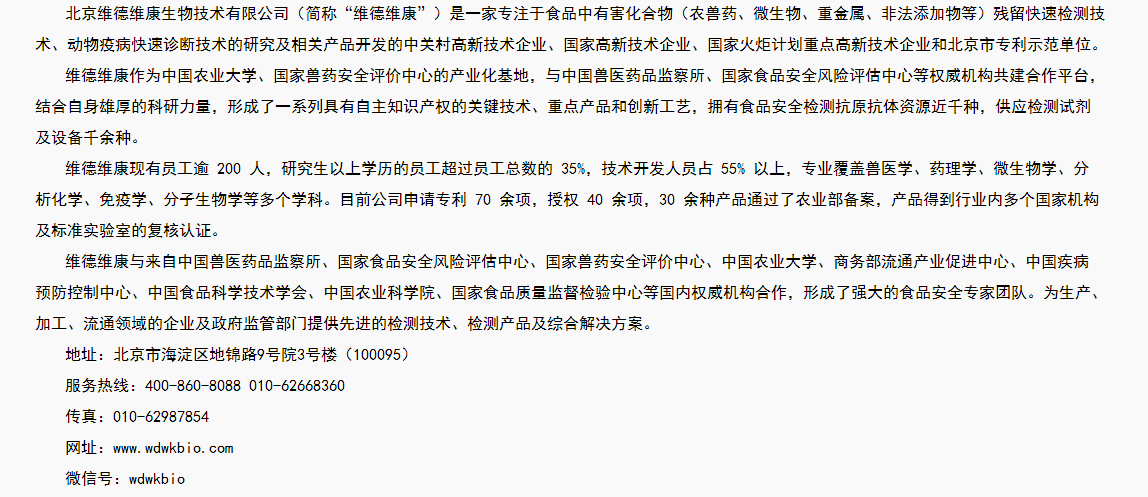 北京维德维康生物技术有限公司（简称“维德维康”）是一家专注于食品中有害化合物（农兽药、微生物、重金属、非法添加物等）残留快速检测技
术、动物疫病快速诊断技术的研究及相关产品开发的中关村高新技术企业、国家高新技术企业、国家火炬计划重点高新技术企业和北京市专利示范单位。
维德维康作为中国农业大学、国家兽药安全评价中心的产业化基地，与中国兽医药品监察所、国家食品安全风险评估中心等权威机构共建合作平台，
结合自身雄厚的科研力量，形成了一系列具有自主知识产权的关键技术、重点产品和创新工艺，拥有食品安全检测抗原抗体资源近千种，供应检测试剂
及设备千余种。
维德维康现有员工逾 200 人，研究生以上学历的员工超过员工总数的 35%，技术开发人员占 55% 以上，专业覆盖兽医学、药理学、微生物学、分
析化学、免疫学、分子生物学等多个学科。目前公司申请专利 70 余项，授权 40 余项，30 余种产品通过了农业部备案，产品得到行业内多个国家机构
及标准实验室的复核认证。
维德维康与来自中国兽医药品监察所、国家食品安全风险评估中心、国家兽药安全评价中心、中国农业大学、商务部流通产业促进中心、中国疾病
预防控制中心、中国食品科学技术学会、中国农业科学院、国家食品质量监督检验中心等国内权威机构合作，形成了强大的食品安全专家团队。为生产、
加工、流通领域的企业及政府监管部门提供先进的检测技术、检测产品及综合解决方案。
地址：北京市海淀区地锦路9号院3号楼（100095）
服务热线：400-860-8088 010-62668360
传真：010-62987854
网址：www.wdwkbio.com
微信号：wdwkbio